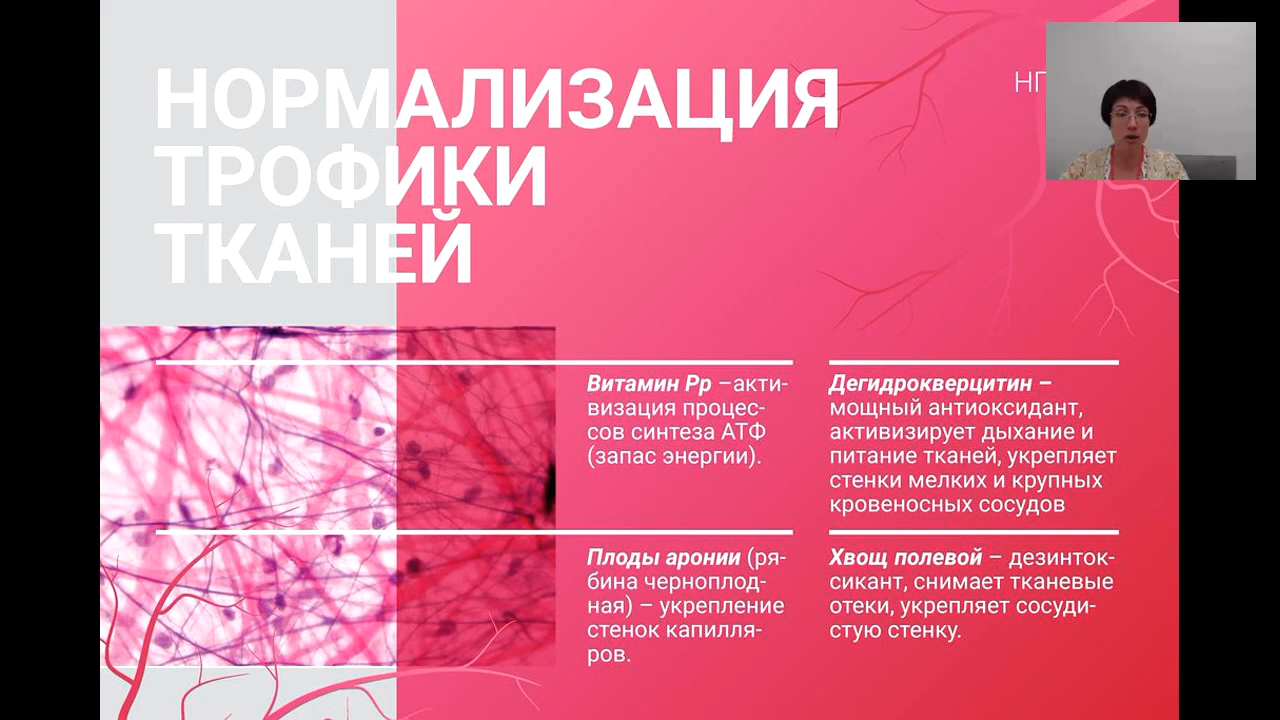 НОРМАЛИЗАЦИЯ
ТРОФИКИ
ТКАНЕЙ
Витамин Рр –акти-
визация процес-
сов синтеза АТФ
(запас энергии).
Дегидрокверцитин –
мощный антиоксидант,
активизирует дыхание и
питание тканей, укрепляет
стенки мелких и крупных
кровеносных сосудов
Плоды аронии (ря-
бина черноплод-
ная) – укрепление
стенок капилля-
ров.
Хвощ полевой – дезинток-
сикант, снимает тканевые
отеки, укрепляет сосуди-
стую стенку.